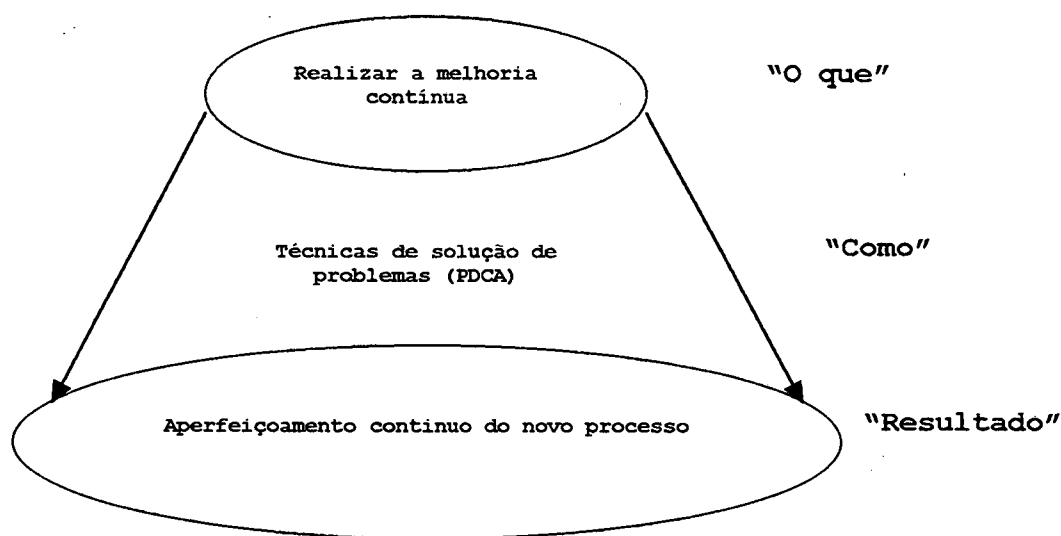 Realizar a melhoria
contínua
"O que"
Técnicas de solução de
problemas (PDCA)
"Como"
Aperfeiçoamento continuo do novo processo
"Resultado"